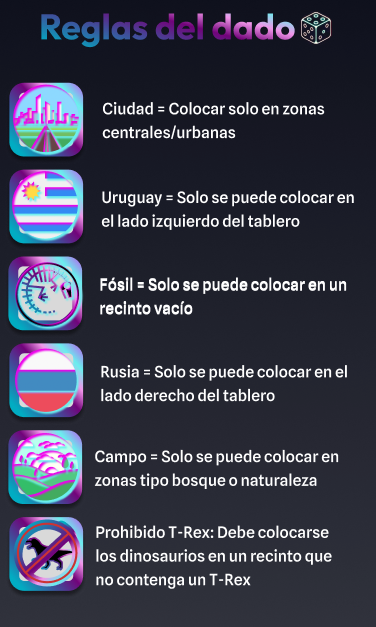 Reglas del dado
Ciudad = Colocar solo en zonas
centrales/urbanas
Uruguay = Solo se puede colocar en
el lado izquierdo del tablero
Fósil = Solo se puede colocar en un
recinto vacío
Rusia = Solo se puede colocar en el
lado derecho del tablero
Campo = Solo se puede colocar en
zonas tipo bosque o naturaleza
Prohibido T-Rex: Debe colocarse
los dinosaurios en un recinto que
no contenga un T-Rex